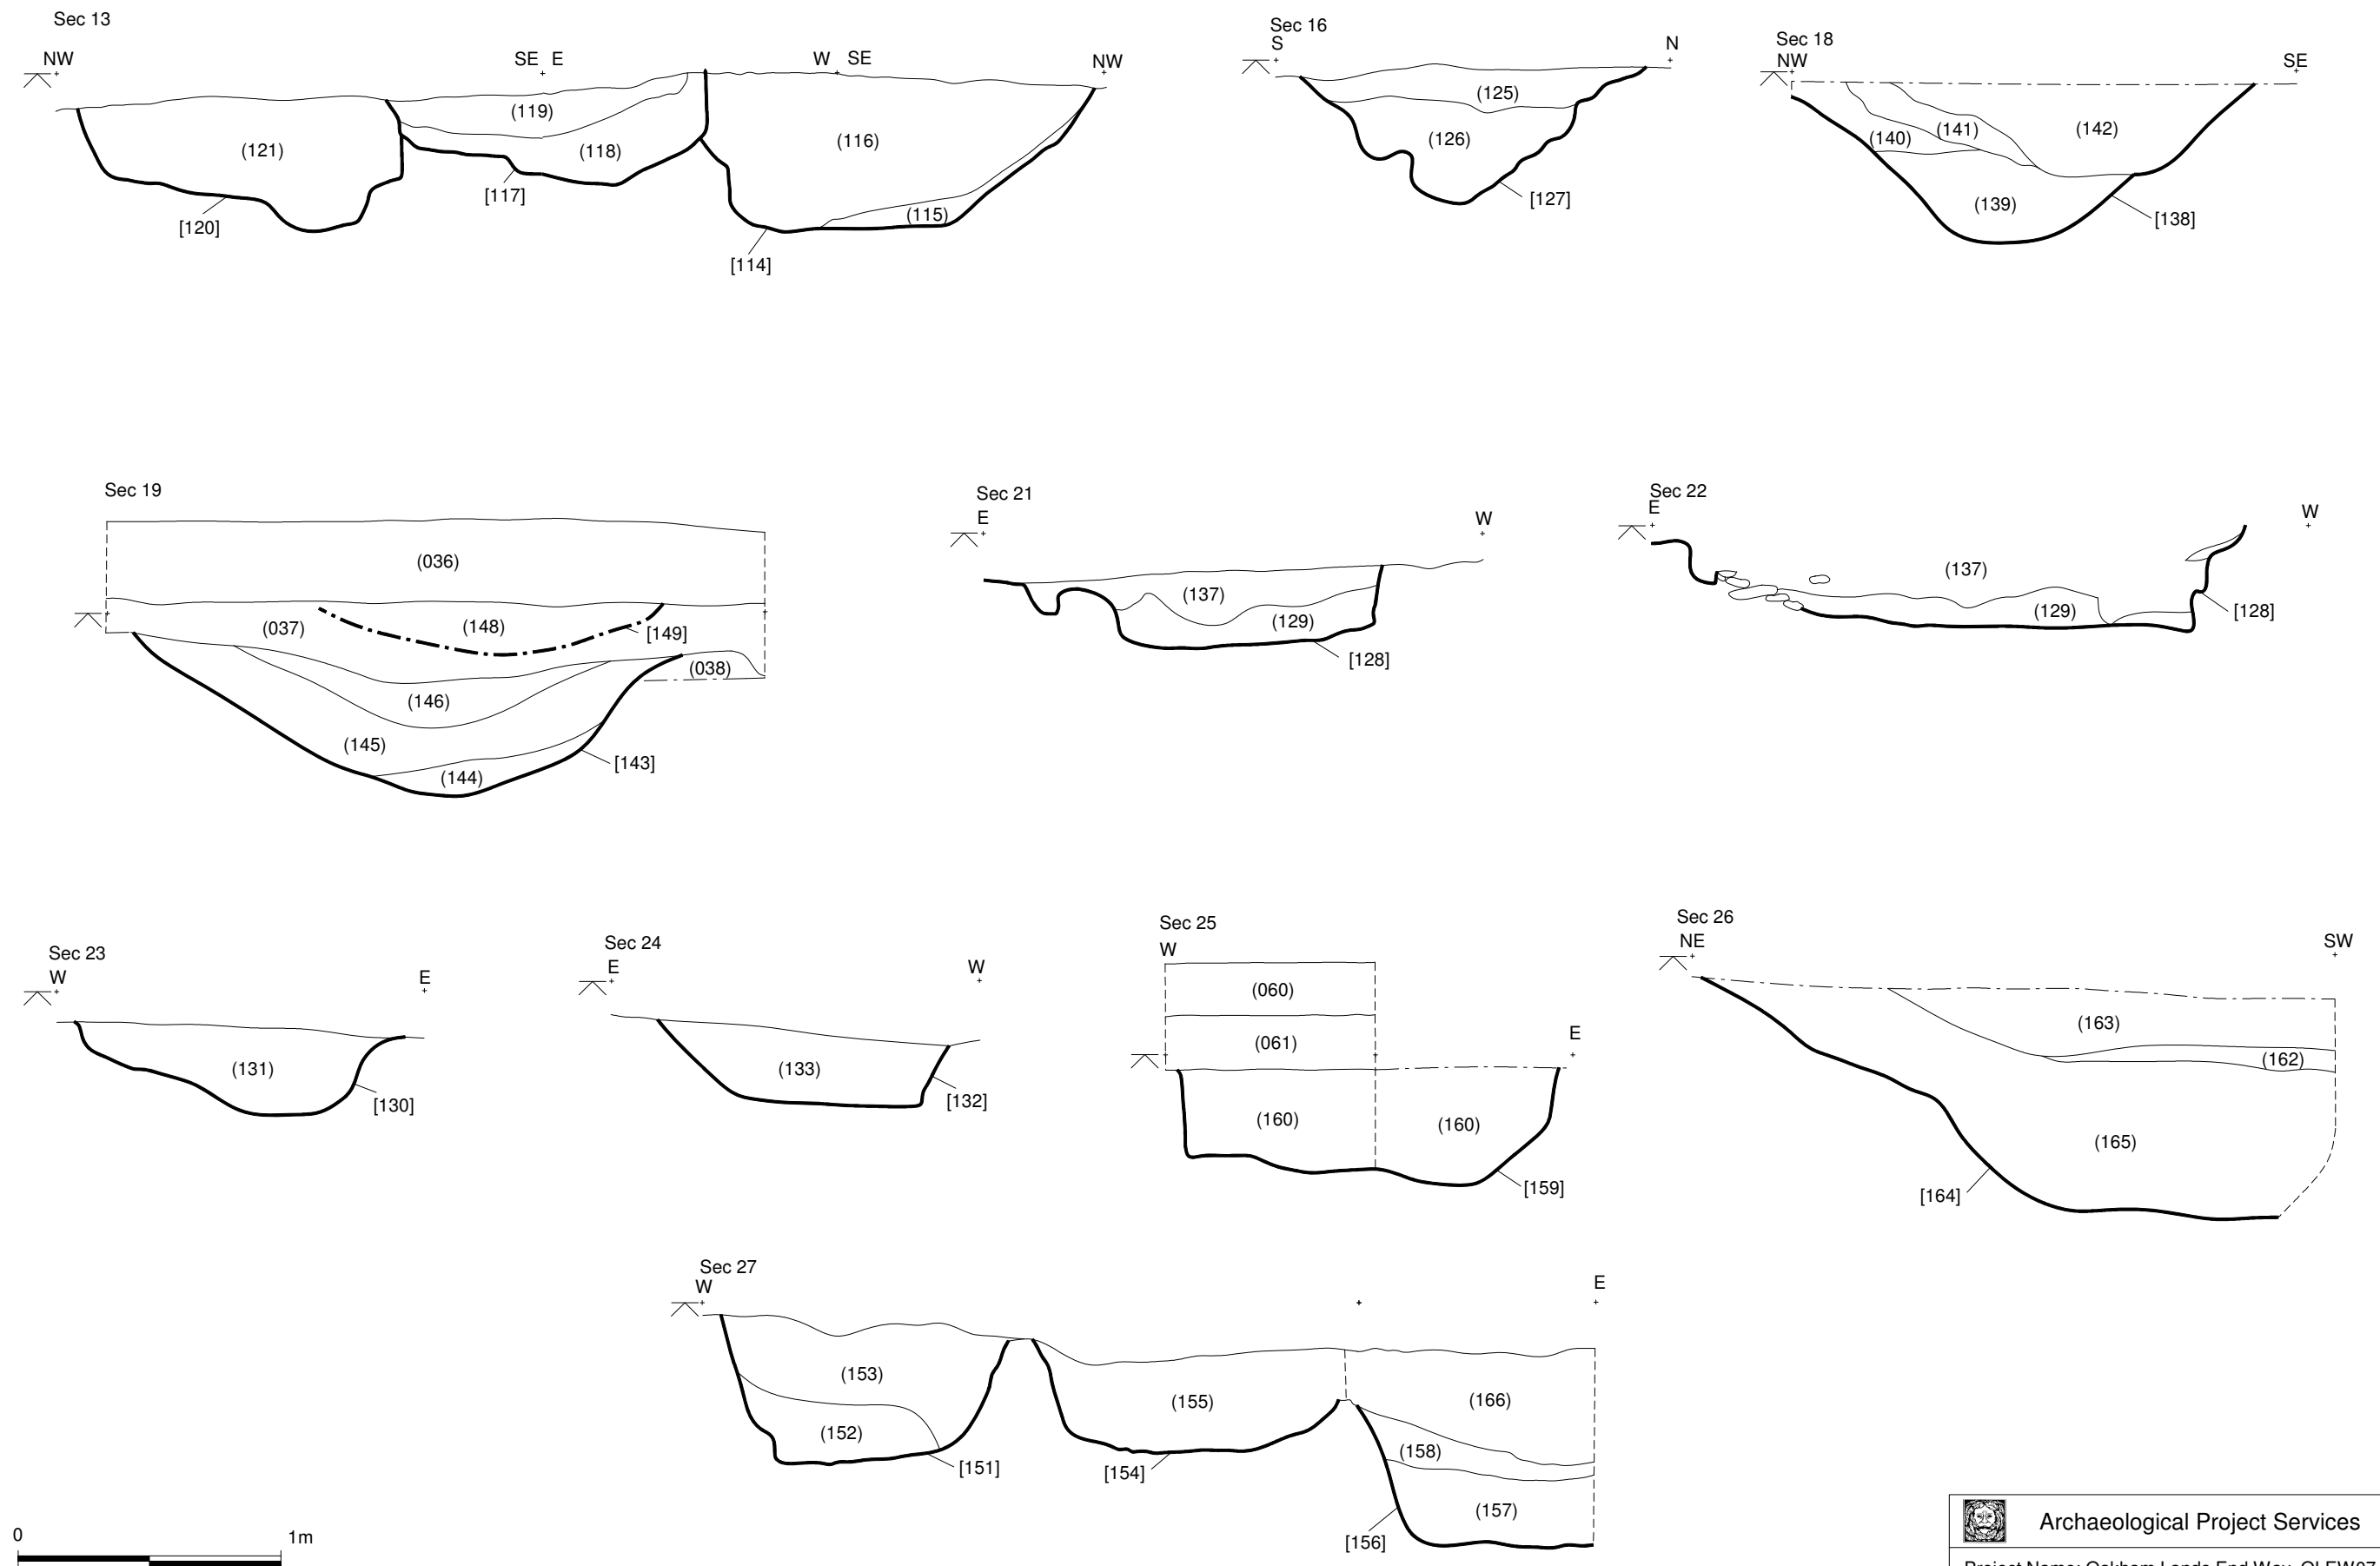 Sec 13
NW
SE E
W SE
NW
(121)
(119)
(118)
(116)
(115)
[120]
[117]
[114]
Sec 16
S
N
(125)
(126)
[127]
Sec 18
NW
SE
(140)
(141)
(142)
(139)
[138]
Sec 19
(036)
(037)
(148)
[149]
(038)
(146)
(145)
(144)
[143]
Sec 21
E
W
(137)
(129)
[128]
Sec 22
E
W
(137)
(129)
[128]
Sec 23
W
E
(131)
[130]
Sec 24
E
W
(133)
[132]
Sec 25
W
E
(060)
(061)
(160)
(160)
[159]
Sec 26
NE
SW
(163)
(162)
(165)
[164]
Sec 27
W
E
(153)
(152)
[151]
(155)
[154]
(166)
(158)
(157)
[156]
0
1m
Archaeological Project Services